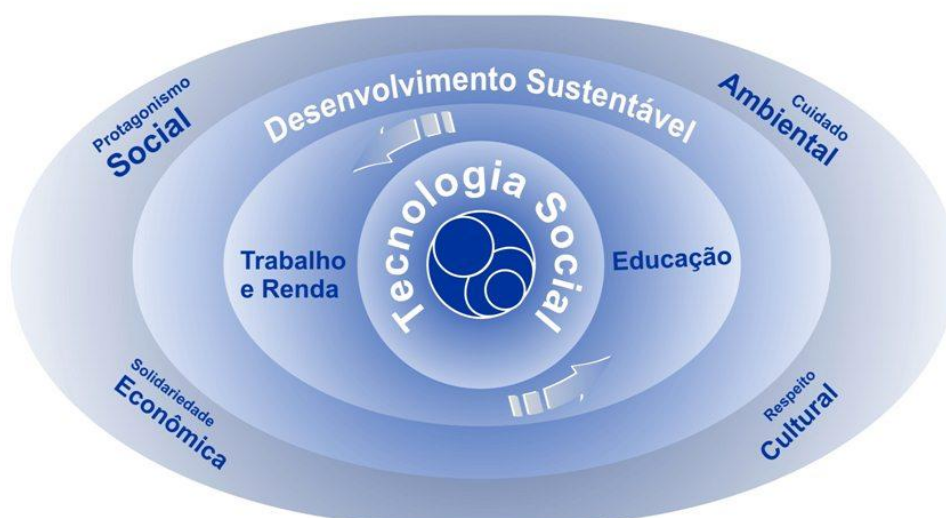 Protagonismo
Social
Desenvolvimento Sustentável
Cuidado
Ambiental
Tecnologia Social
Trabalho
e Renda
Educação
Solidariedade
Econômica
Respeito
Cultural